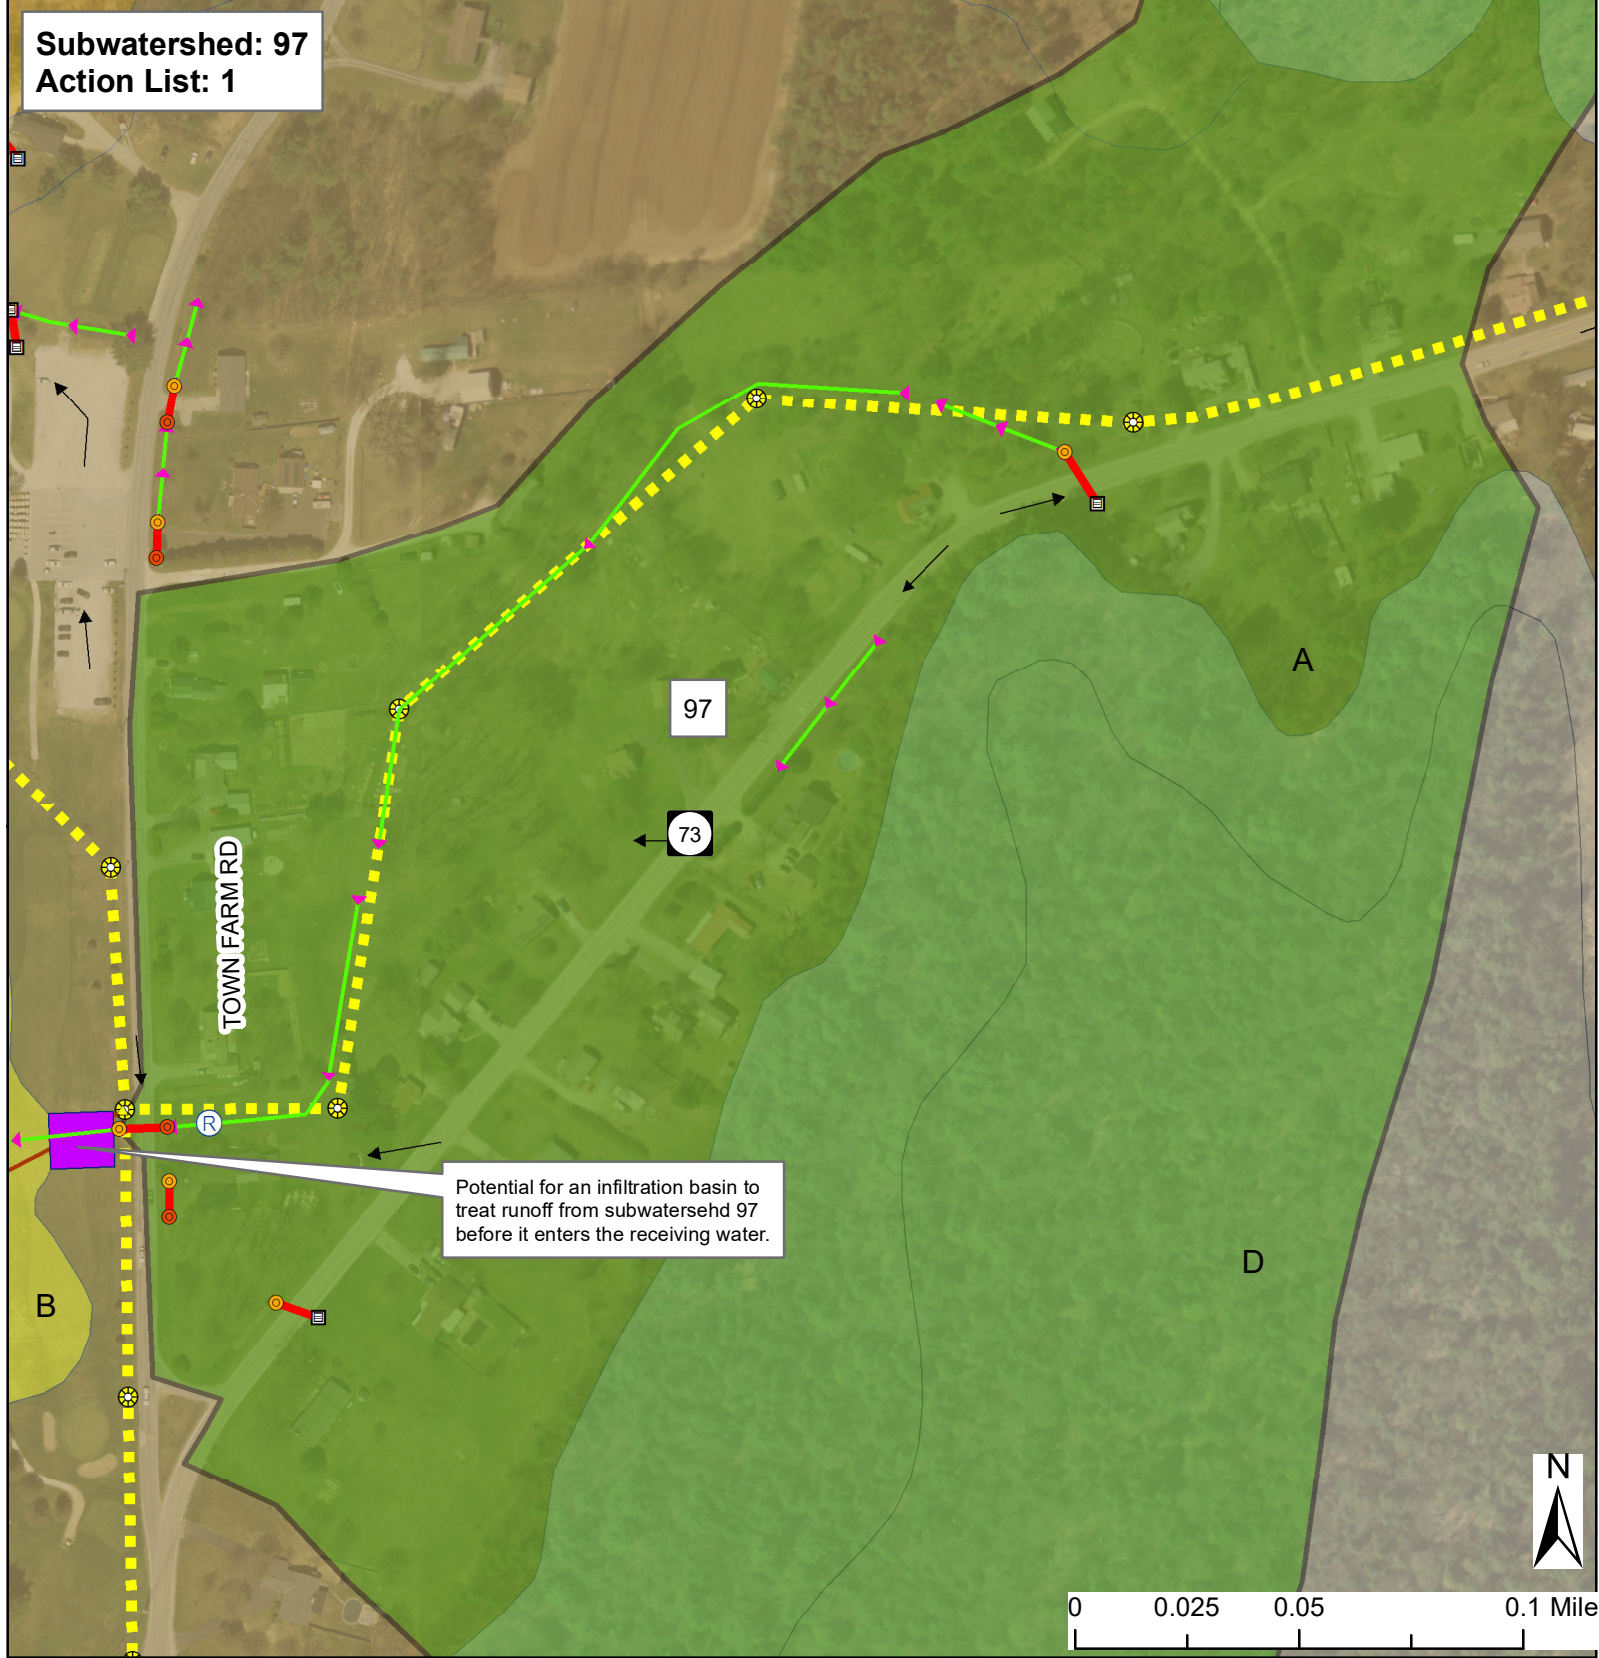 Subwatershed: 97
Action List: 1
97
A
73
TOWN FARM RD
R
Potential for an infiltration basin to
treat runoff from subwatersehd 97
before it enters the receiving water.
D
B
N
0 0.025 0.05 0.1 Mile